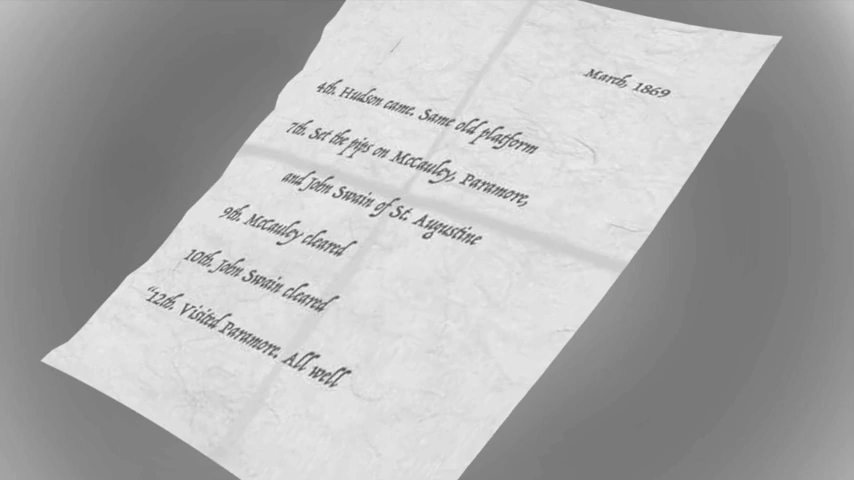 March, 1869
4th. Hudson came. Same old platform
7th. Set the pips on McCauley, Paramore,
and John Swain of St. Augustine
9th. McCauley cleared
10th. John Swain cleared
“12th. Visited Paramore. All well